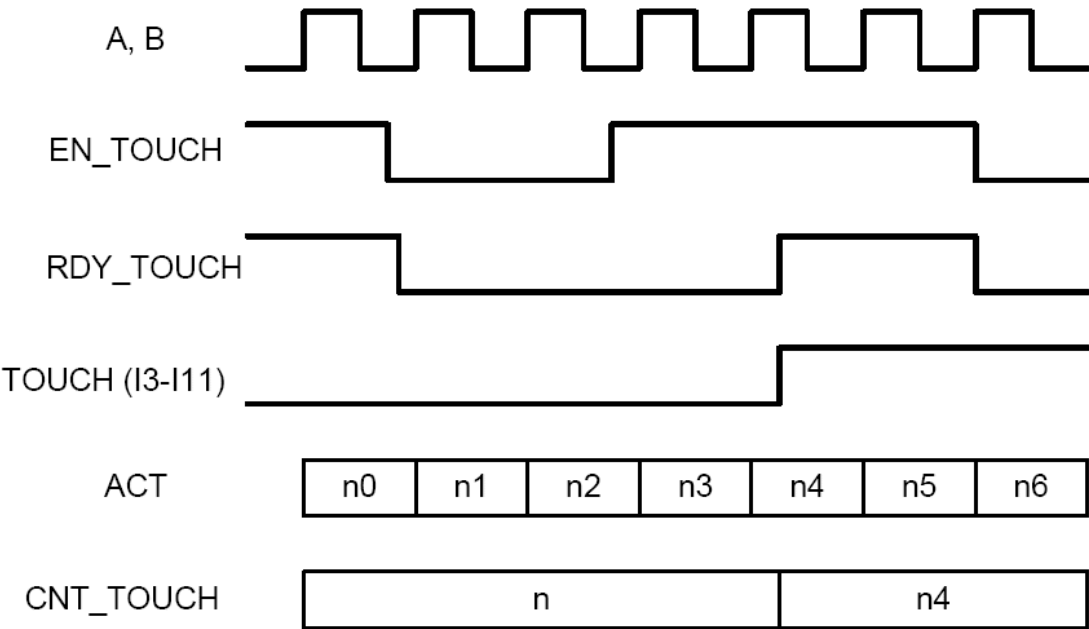 A, B
EN_TOUCH
RDY_TOUCH
TOUCH (I3-I11)
ACT n0 n1 n2 n3 n4 n5 n6
CNT_TOUCH n n4